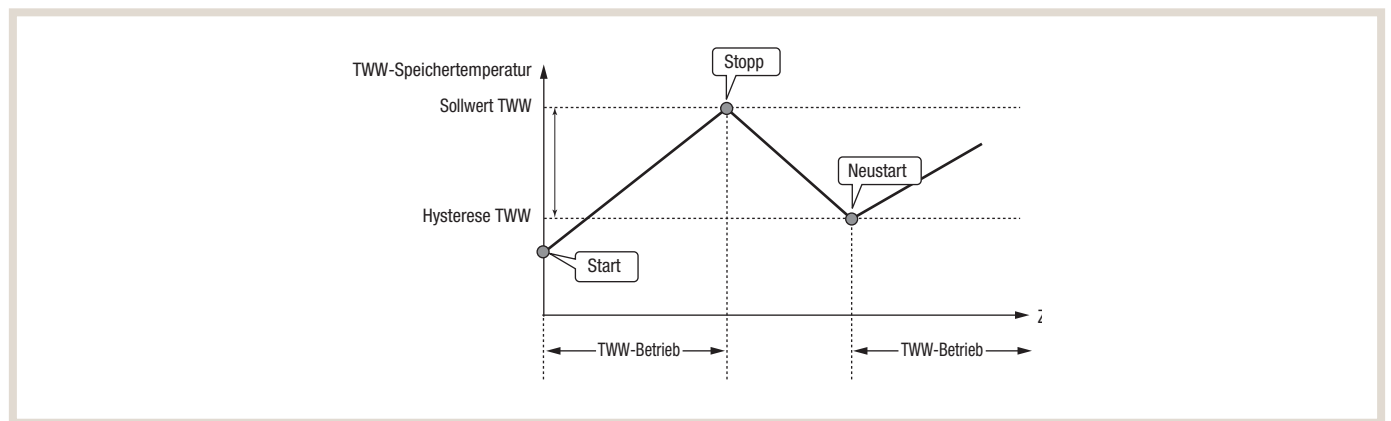 Stopp
TWW-Speichertemperatur
Sollwert TWW
Neustart
Hysterese TWW
Start
TWW-Betrieb
TWW-Betrieb